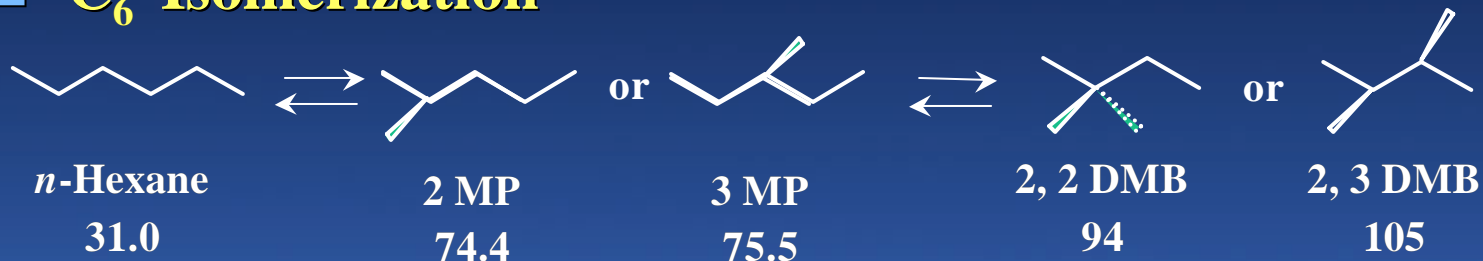 C6 Isomerization
or
or
n-Hexane
2 MP
3 MP
2, 2 DMB
2, 3 DMB
31.0
74.4
75.5
94
105